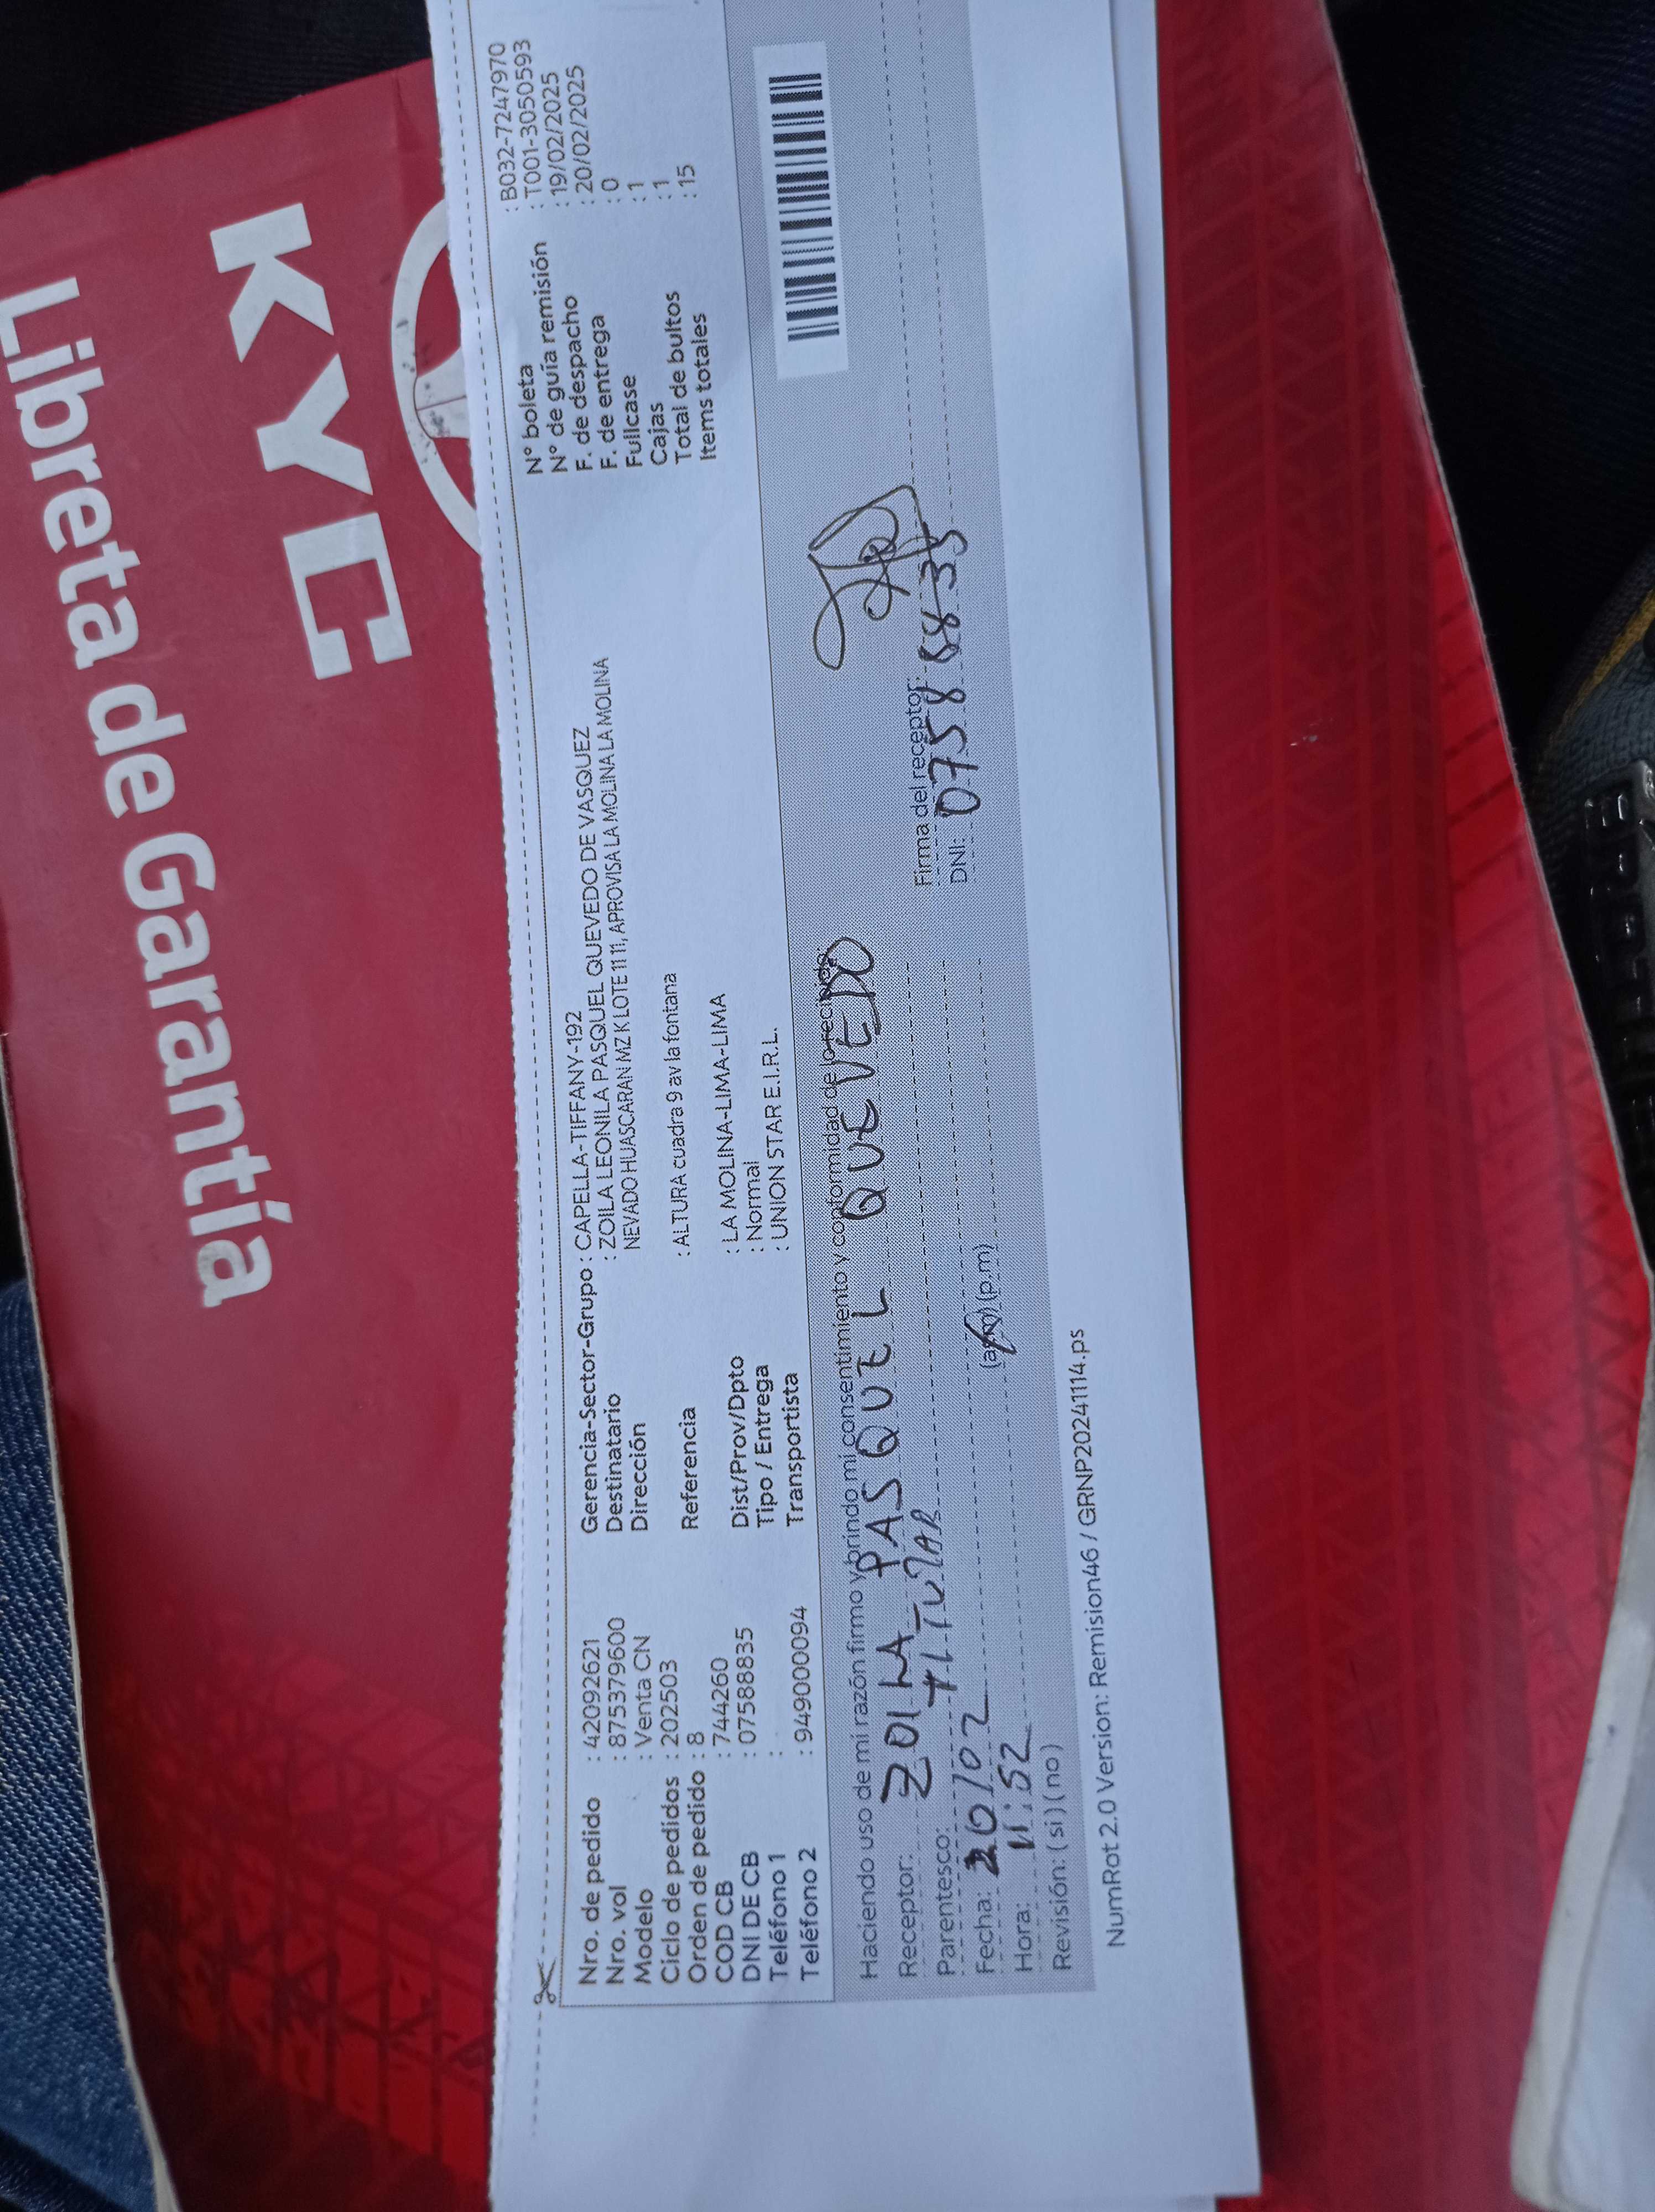 Libreta de Garantía
KYC
Nro. de pedido : 42092621
Nro. vol : 875379600
Modelo : Venta CN
Ciclo de pedidos : 202503
Orden de pedido : 8
COD CB : 744260
DNI DE CB : 07588835
Teléfono 1 :
Teléfono 2 : 949000094
Gerencia-Sector-Grupo : CAPELLA-TIFFANY-192
Destinatario : ZOILA LEONILA PASQUEL QUEVEDO DE VASQUEZ
Dirección NEVADO HUASCARAN MZ K LOTE 11 11, APROVISA LA MOLINA LA MOLINA
Referencia : ALTURA cuadra 9 av la fontana
Dist/Prov/Dpto : LA MOLINA-LIMA-LIMA
Tipo / Entrega : Normal
Transportista : UNION STAR E.I.R.L.
N° boleta : B032-7247970
N° de guía remisión : T001-3050593
F. de despacho : 19/02/2025
F. de entrega : 20/02/2025
Fullcase : 0
Cajas : 1
Total de bultos : 1
Items totales : 15
Haciendo uso de mi razón firmo y brindo mi consentimiento y conformidad de lo recibido.
Receptor: ZOILA PASQUEL QUEVEDO
Parentesco: TITULAR
Fecha: 20/02
Hora: 11:52 (a.m) (p.m)
Revisión: ( si ) ( no )
Firma del receptor:
DNI: 07588835
NumRot 2.0 Version: Remision46 / GRNP20241114.ps